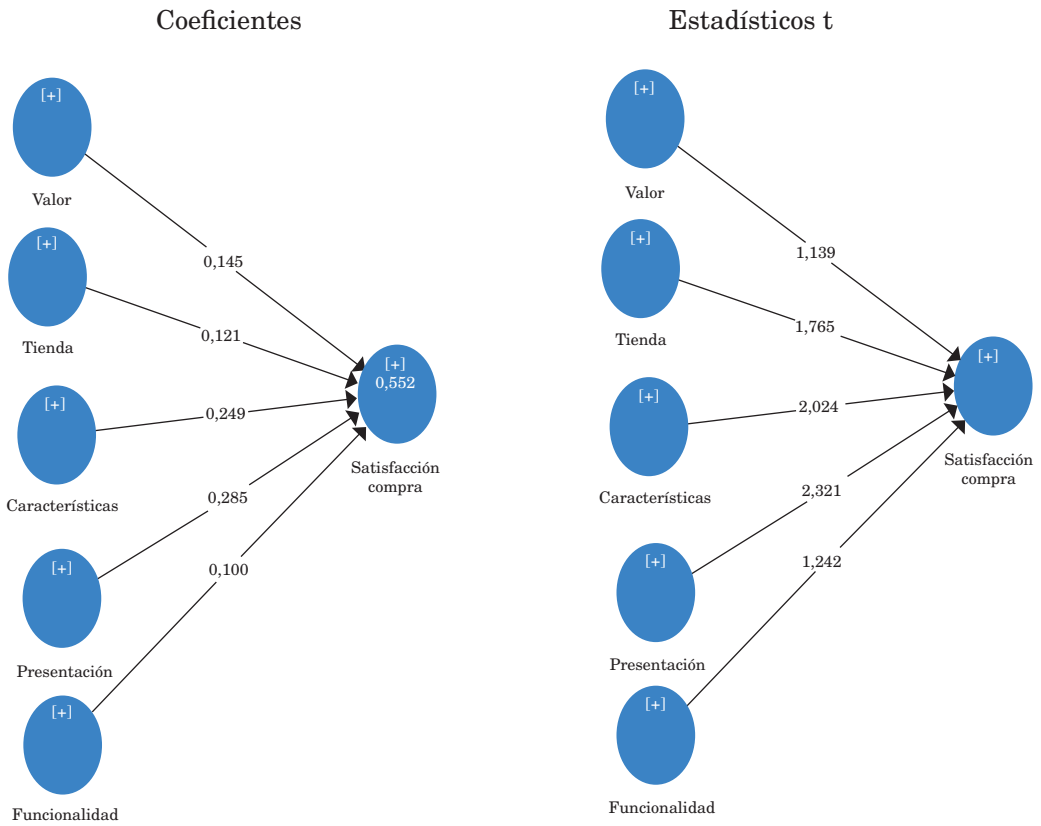 Coeficientes
[+]
Valor
[+]
Tienda
[+]
Características
[+]
Presentación
[+]
Funcionalidad
0,145
0,121
0,249
0,285
0,100
[+]
0,552
Satisfacción
compra
Estadísticos t
[+]
Valor
[+]
Tienda
[+]
Características
[+]
Presentación
[+]
Funcionalidad
1,139
1,765
2,024
2,321
1,242
[+]
Satisfacción
compra